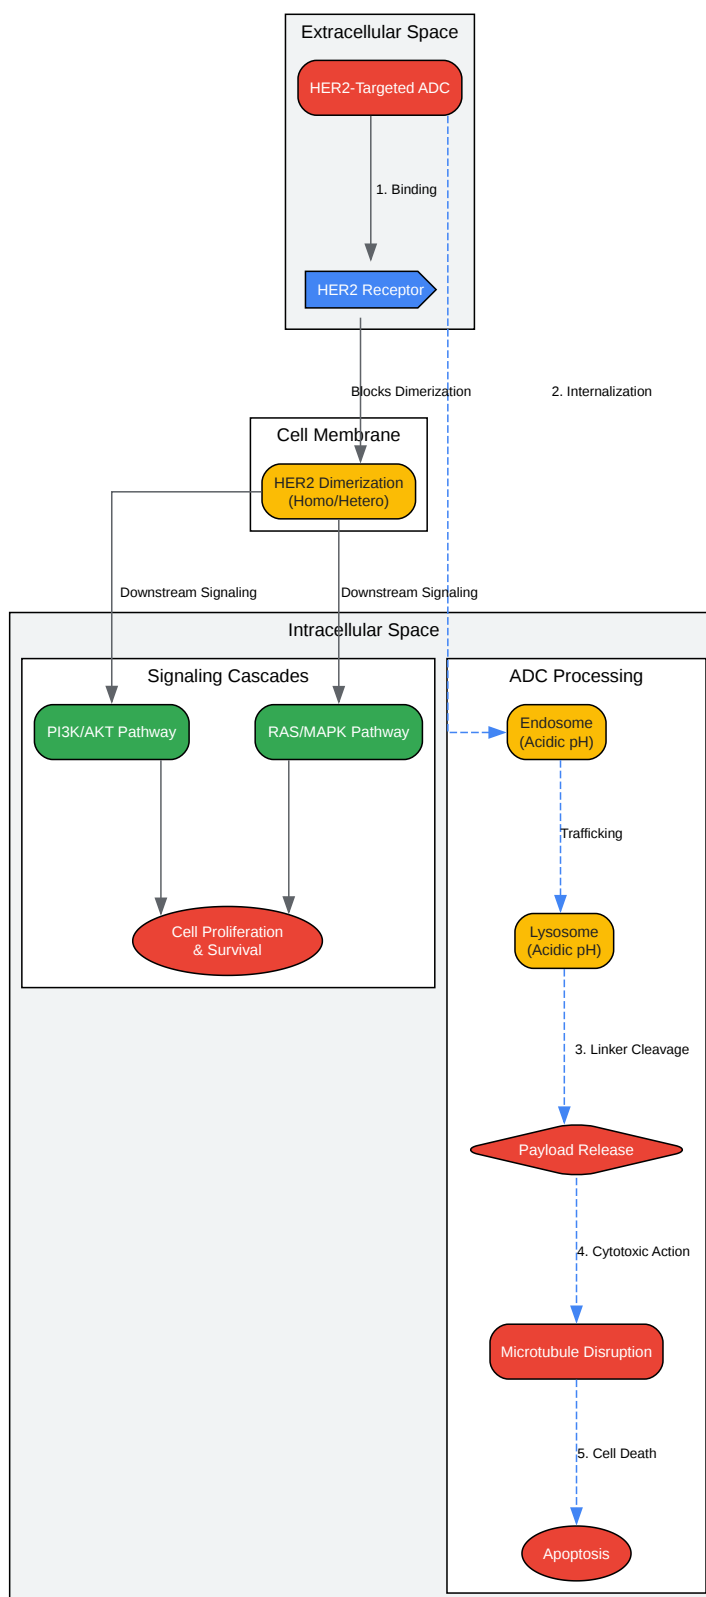 Extracellular Space
HER2-Targeted ADC
1. Binding
HER2 Receptor
Blocks Dimerization
2. Internalization
Cell Membrane
HER2 Dimerization
(Homo/Hetero)
Downstream Signaling
Downstream Signaling
Intracellular Space
Signaling Cascades
ADC Processing
PI3K/AKT Pathway
RAS/MAPK Pathway
Endosome
(Acidic pH)
Trafficking
Cell Proliferation
& Survival
Lysosome
(Acidic pH)
3. Linker Cleavage
Payload Release
4. Cytotoxic Action
Microtubule Disruption
5. Cell Death
Apoptosis